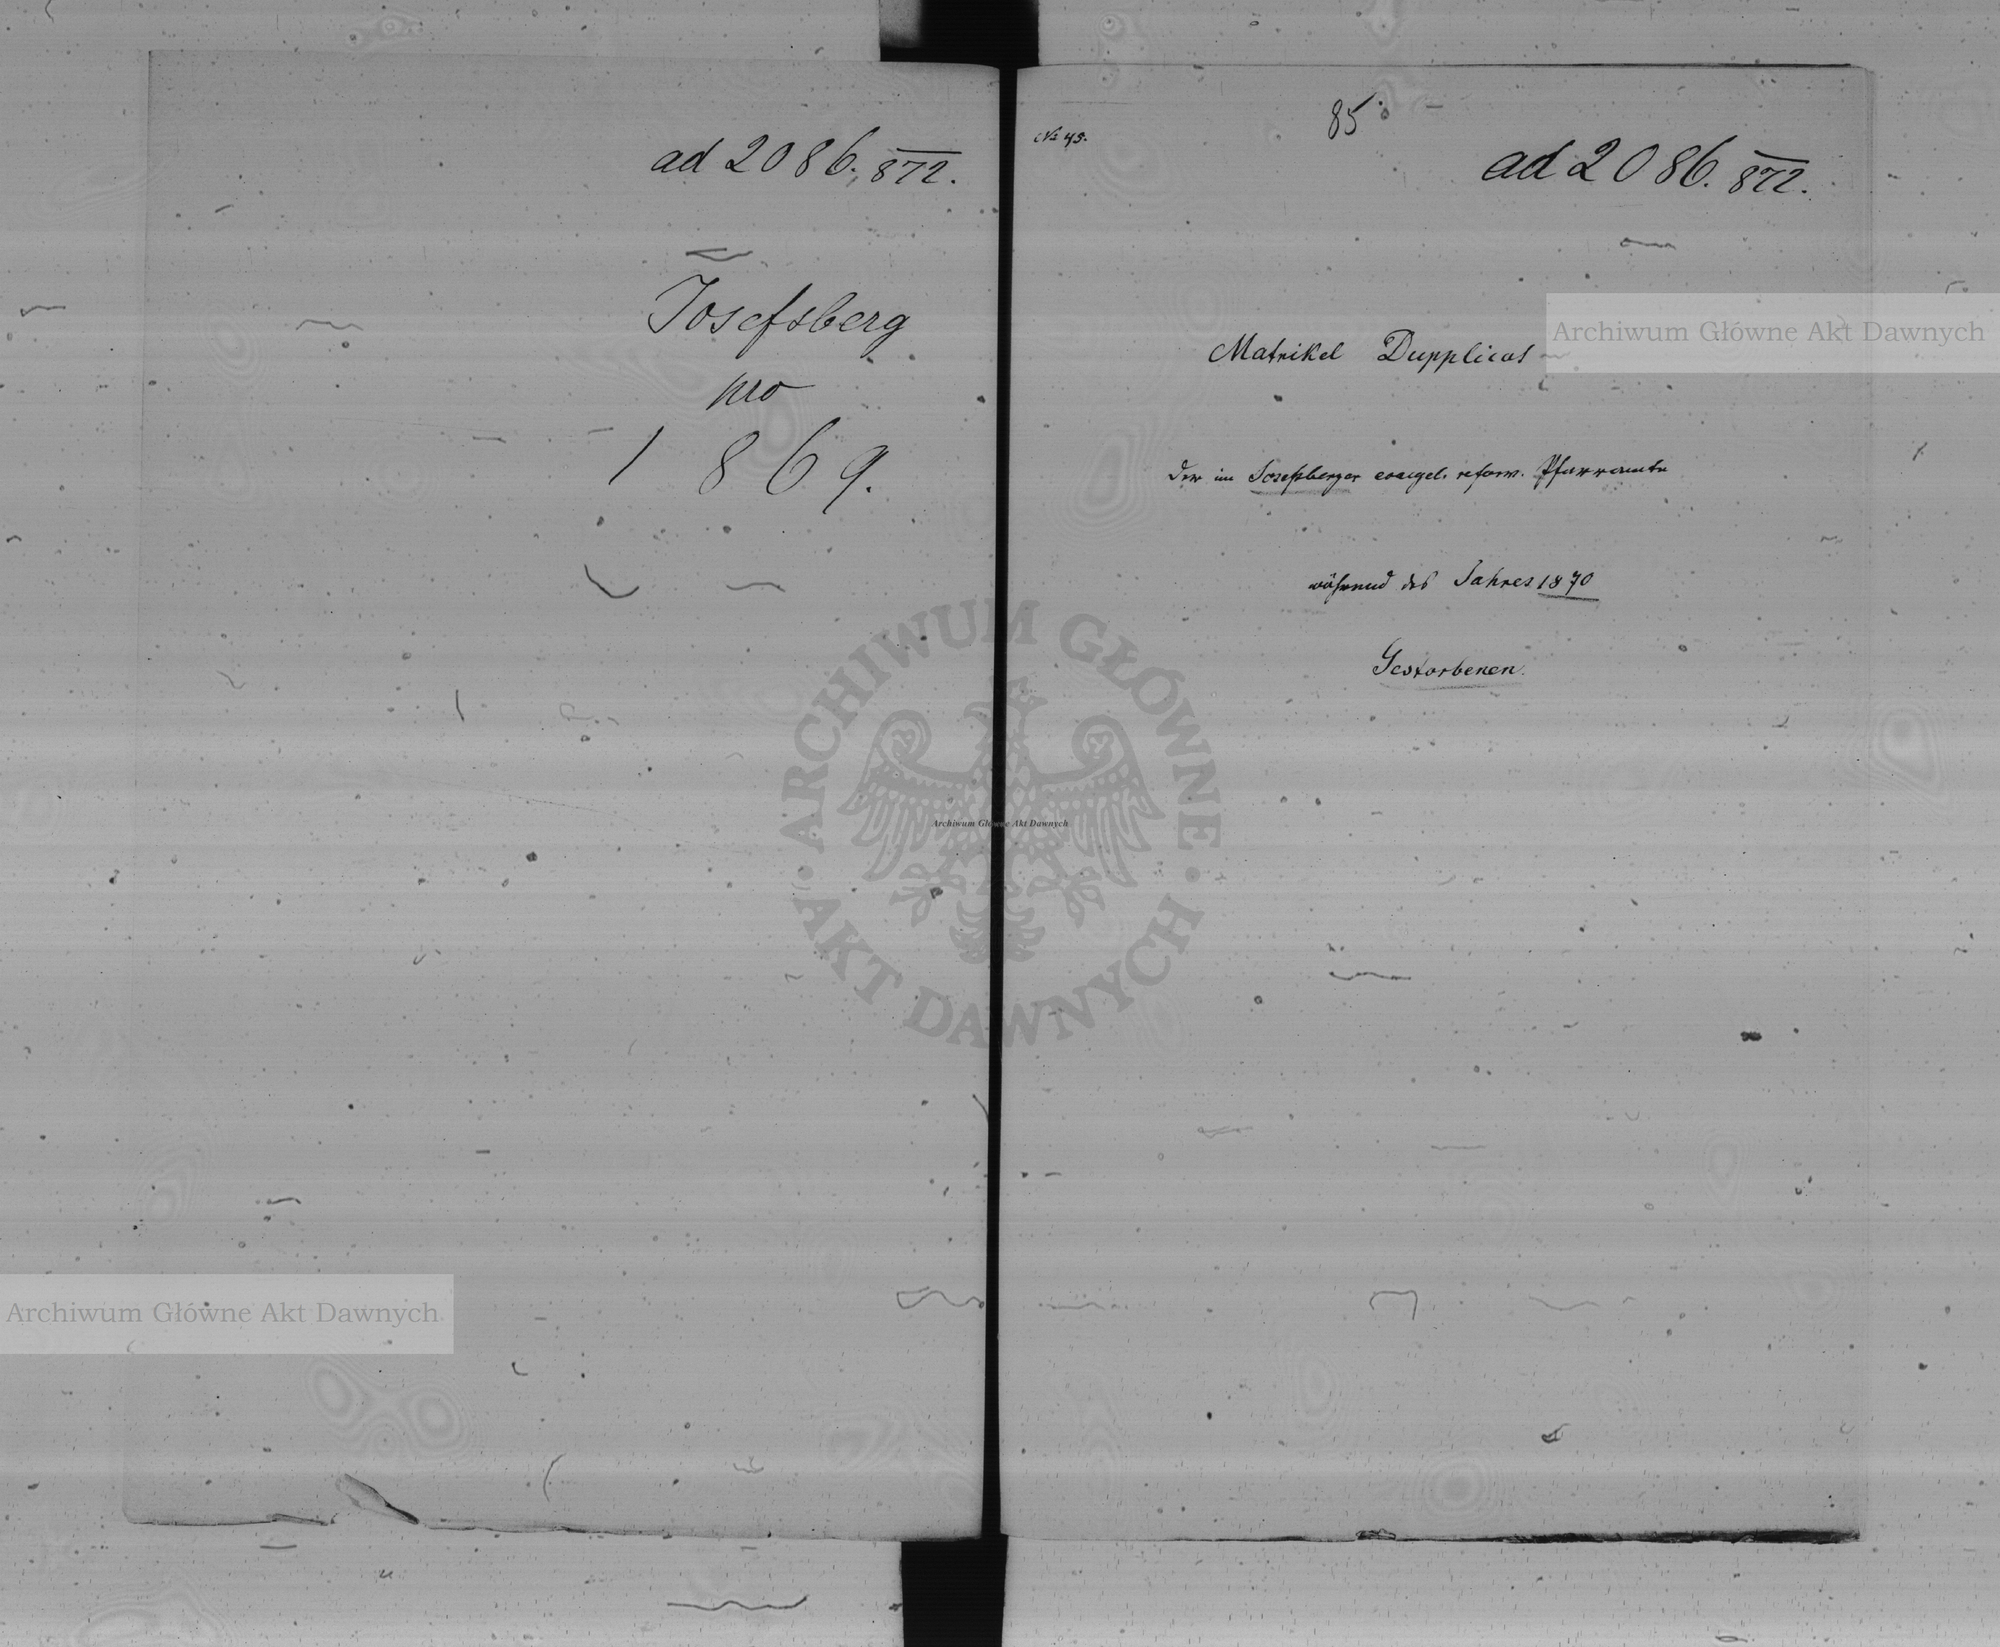 ad 2086. 872.
Josefsberg
pro
1869.
№ 45.
85
ad 2086. 872.
Matrikel Dupplicat
der im Josefsberger evangel. reform. Pfarramte
während des Jahres 1870
Gestorbenen.
Archiwum Główne Akt Dawnych
ARCHIWUM GŁÓWNE
AKT DAWNYCH
Archiwum Główne Akt Dawnych
Archiwum Główne Akt Dawnych